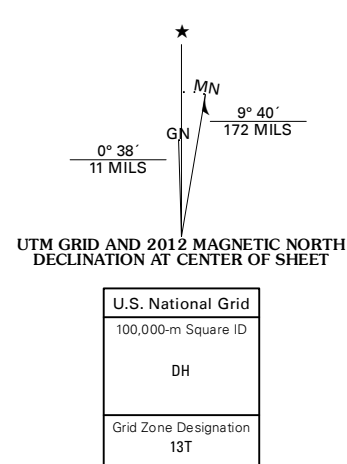 ★
MN
9° 40´
172 MILS
GN
0° 38´
11 MILS
UTM GRID AND 2012 MAGNETIC NORTH
DECLINATION AT CENTER OF SHEET
U.S. National Grid
100,000-m Square ID
DH
Grid Zone Designation
13T